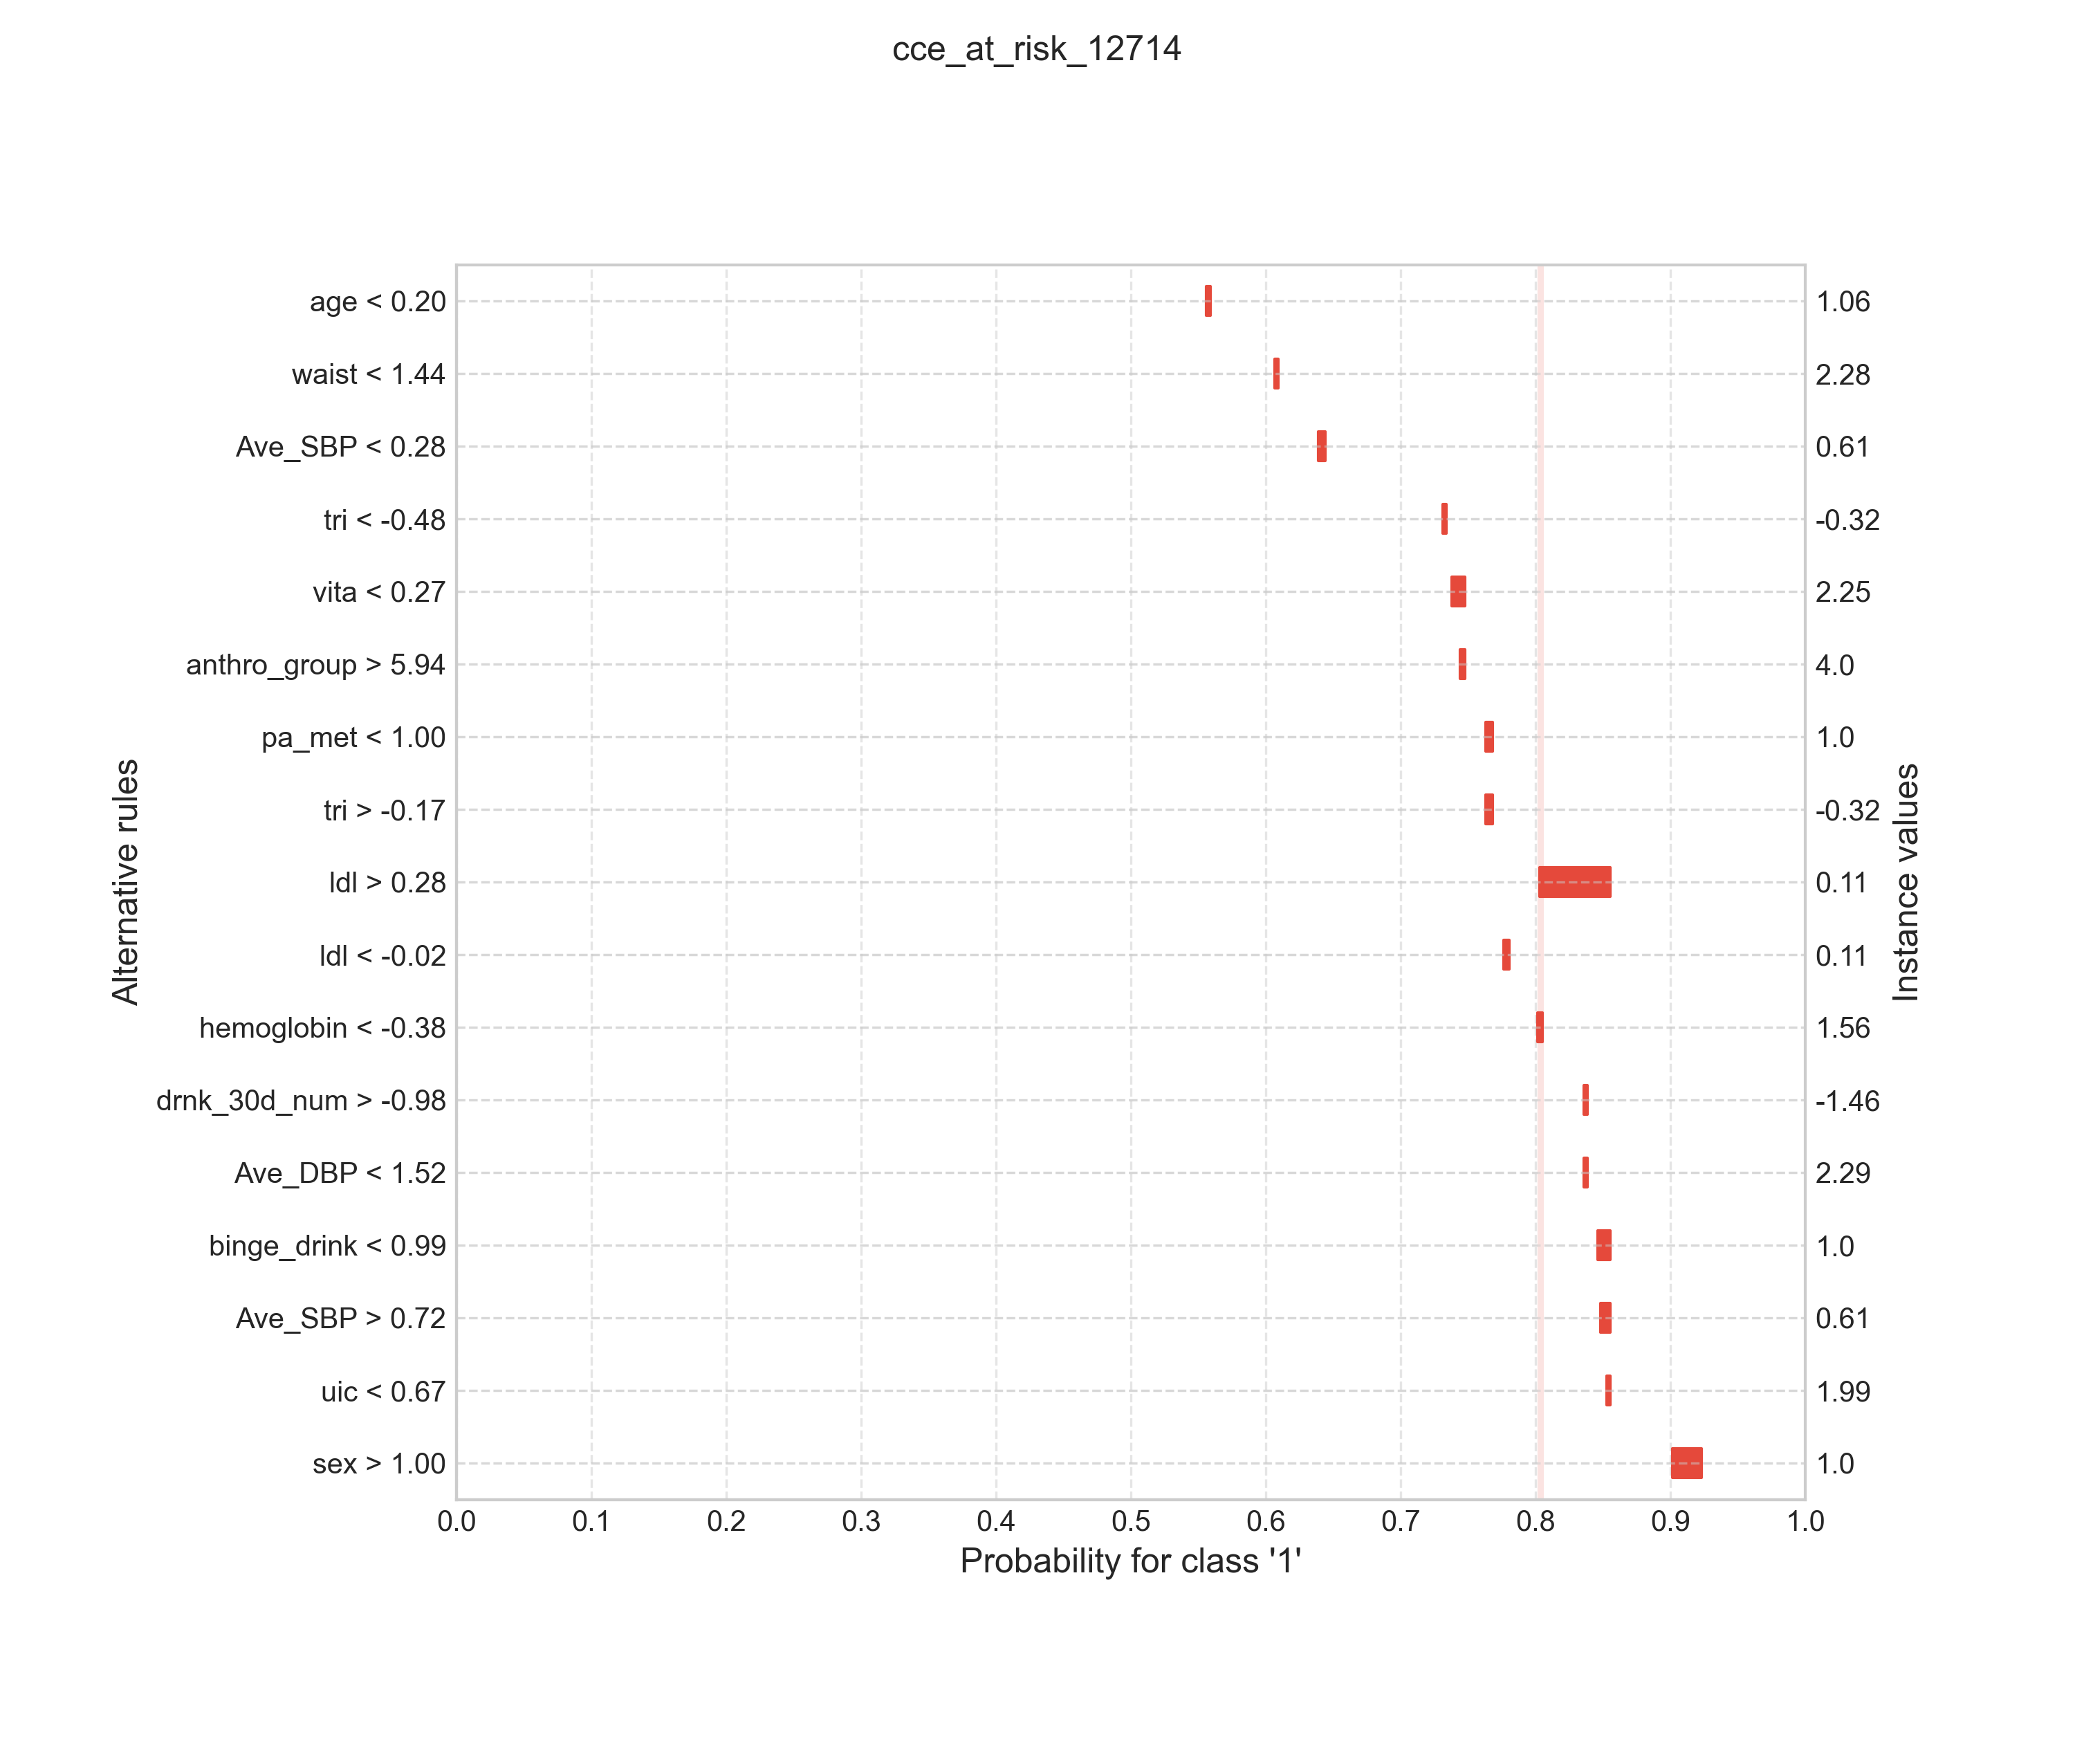 cce_at_risk_12714
age < 0.20 1.06
waist < 1.44 2.28
Ave_SBP < 0.28 0.61
tri < -0.48 -0.32
vita < 0.27 2.25
anthro_group > 5.94 4.0
pa_met < 1.00 1.0
tri > -0.17 -0.32
ldl > 0.28 0.11
ldl < -0.02 0.11
hemoglobin < -0.38 1.56
drnk_30d_num > -0.98 -1.46
Ave_DBP < 1.52 2.29
binge_drink < 0.99 1.0
Ave_SBP > 0.72 0.61
uic < 0.67 1.99
sex > 1.00 1.0
Alternative rules
Instance values
0.0 0.1 0.2 0.3 0.4 0.5 0.6 0.7 0.8 0.9 1.0
Probability for class '1'